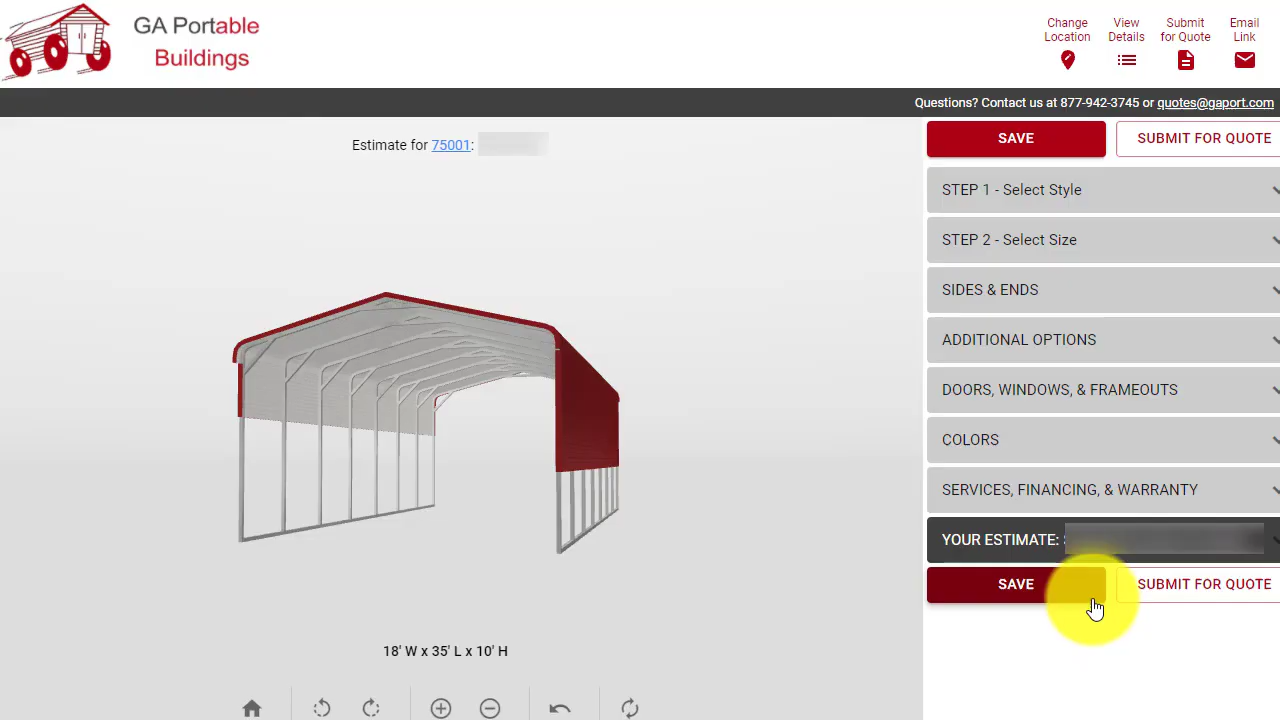 GA Portable
Buildings
Change
Location
View
Details
Submit
for Quote
Email
Link
Questions? Contact us at 877-942-3745 or quotes@gaport.com
Estimate for 75001:
SAVE
SUBMIT FOR QUOTE
STEP 1 - Select Style
STEP 2 - Select Size
SIDES & ENDS
ADDITIONAL OPTIONS
DOORS, WINDOWS, & FRAMEOUTS
COLORS
SERVICES, FINANCING, & WARRANTY
YOUR ESTIMATE:
SAVE
SUBMIT FOR QUOTE
18' W x 35' L x 10' H